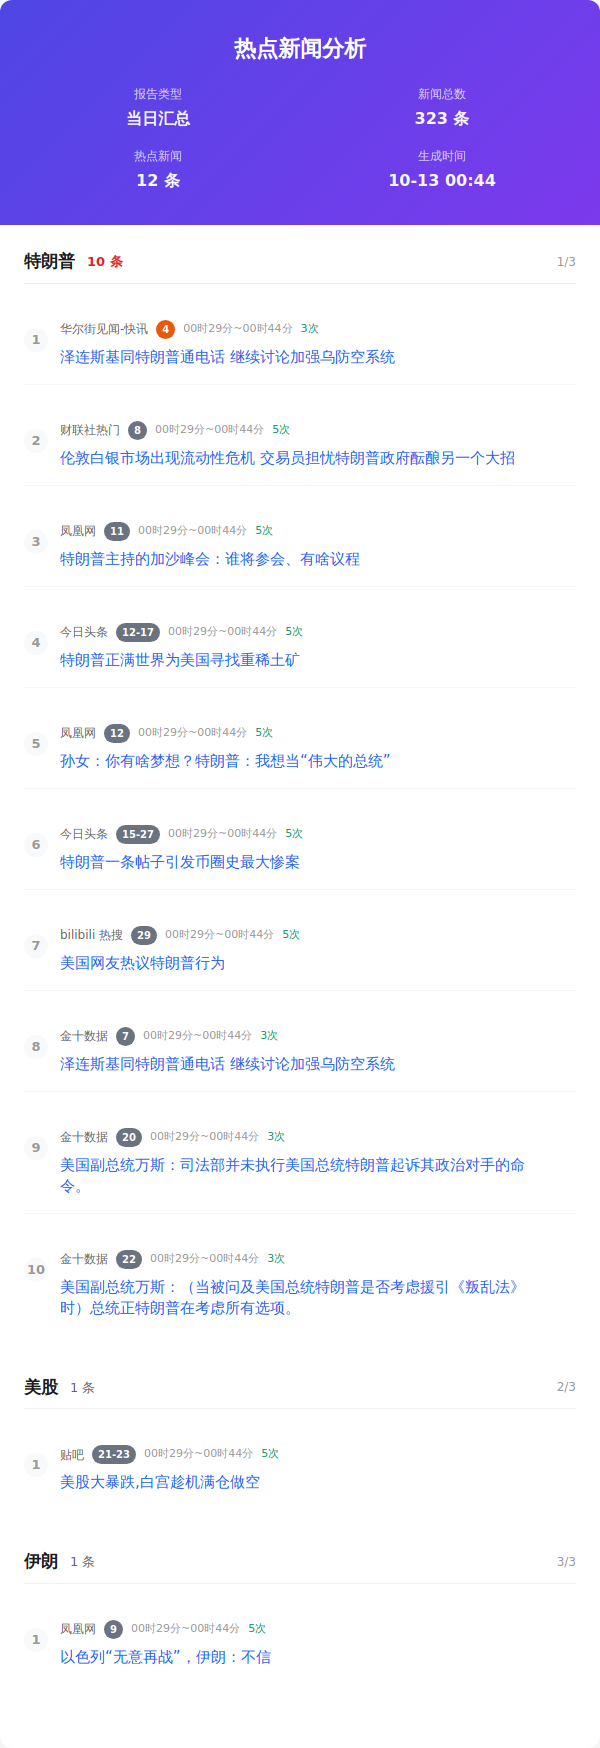 热点新闻分析
报告类型
当日汇总
新闻总数
323 条
热点新闻
12 条
生成时间
10-13 00:44
特朗普 10 条 1/3
1
华尔街见闻-快讯 4 00时29分~00时44分 3次
泽连斯基同特朗普通电话 继续讨论加强乌防空系统
2
财联社热门 8 00时29分~00时44分 5次
伦敦白银市场出现流动性危机 交易员担忧特朗普政府酝酿另一个大招
3
凤凰网 11 00时29分~00时44分 5次
特朗普主持的加沙峰会：谁将参会、有啥议程
4
今日头条 12-17 00时29分~00时44分 5次
特朗普正满世界为美国寻找重稀土矿
5
凤凰网 12 00时29分~00时44分 5次
孙女：你有啥梦想？特朗普：我想当“伟大的总统”
6
今日头条 15-27 00时29分~00时44分 5次
特朗普一条帖子引发币圈史最大惨案
7
bilibili 热搜 29 00时29分~00时44分 5次
美国网友热议特朗普行为
8
金十数据 7 00时29分~00时44分 3次
泽连斯基同特朗普通电话 继续讨论加强乌防空系统
9
金十数据 20 00时29分~00时44分 3次
美国副总统万斯：司法部并未执行美国总统特朗普起诉其政治对手的命
令。
10
金十数据 22 00时29分~00时44分 3次
美国副总统万斯：（当被问及美国总统特朗普是否考虑援引《叛乱法》
时）总统正特朗普在考虑所有选项。
美股 1 条 2/3
1
贴吧 21-23 00时29分~00时44分 5次
美股大暴跌,白宫趁机满仓做空
伊朗 1 条 3/3
1
凤凰网 9 00时29分~00时44分 5次
以色列“无意再战”，伊朗：不信